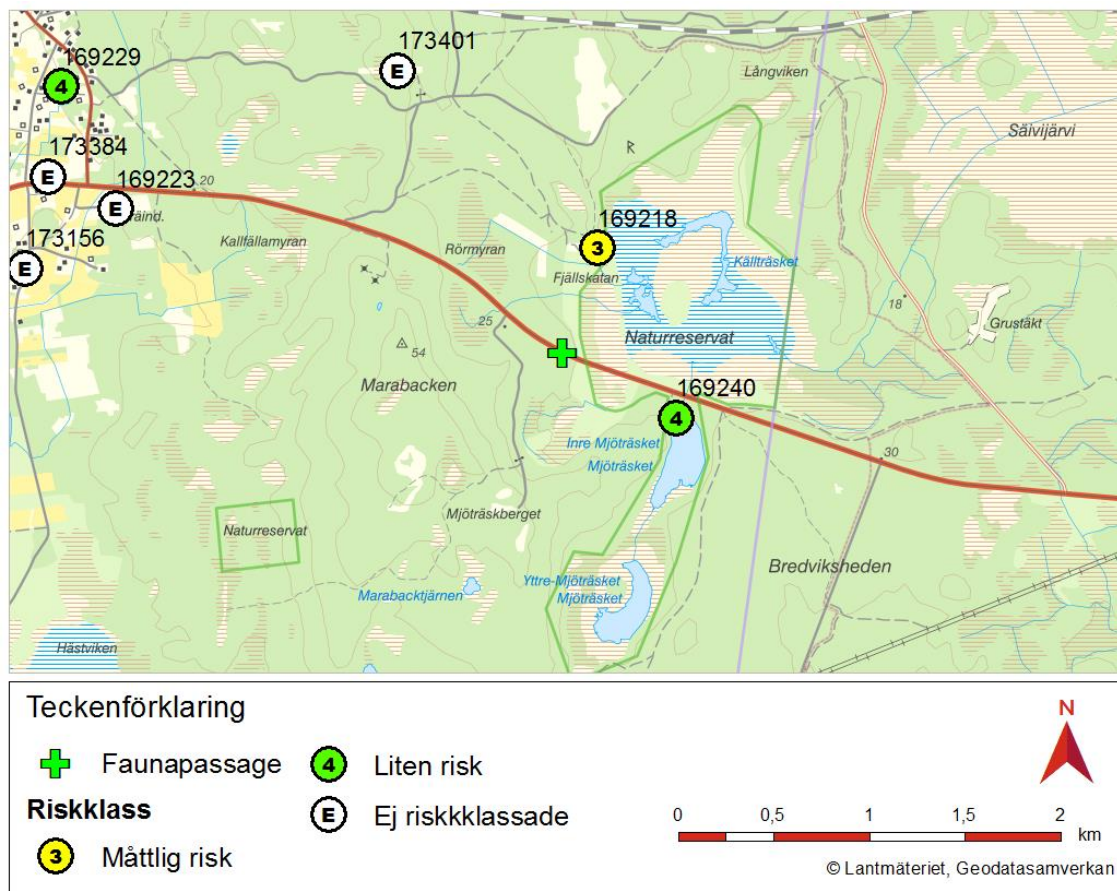 173401
169229
4
E
Långviken
Säivijärvi
R
173384
E
169223
20
E
169218
3
173156
E
Kallfällamyran
Rörmyran
Fjällskatan
Källträsket
18
Grustäkt
25
Naturreservat
54
Marabacken
169240
4
Inre Mjöträsket
Mjöträsket
30
Mjöträskberget
Naturreservat
Bredviksheden
Yttre-Mjöträsket
Mjöträsket
Marabacktjärnen
Hästviken
Teckenförklaring
Faunapassage
4 Liten risk
Riskklass
E Ej riskkklassade
3 Måttlig risk
N
0 0,5 1 1,5 2
km
© Lantmäteriet, Geodatasamverkan